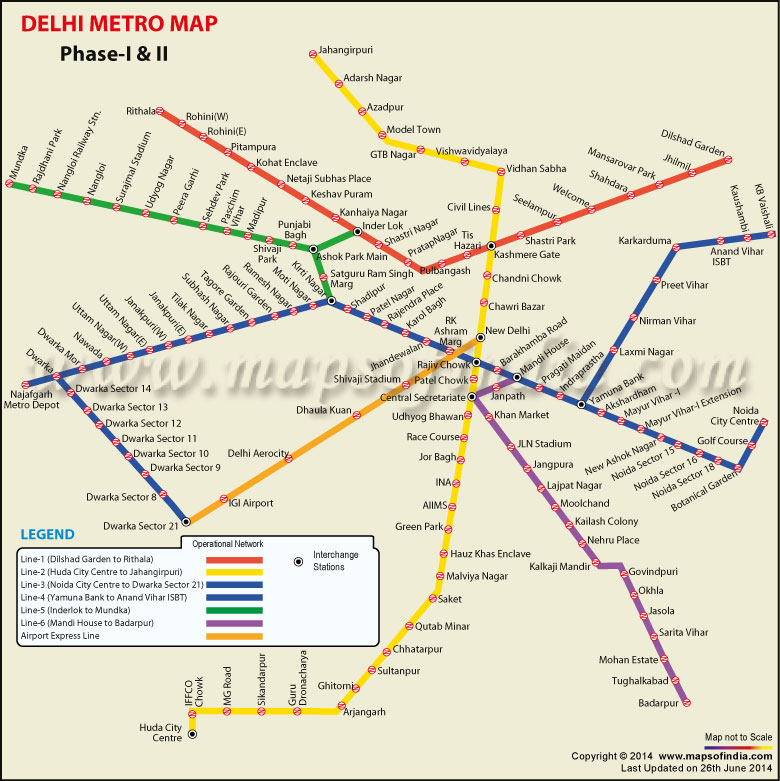 DELHI METRO MAP
Phase-I & II
Jahangirpuri
Adarsh Nagar
Azadpur
Model Town
GTB Nagar
Vishwavidyalaya
Vidhan Sabha
Civil Lines
Tis
Hazari
Kashmere Gate
Chandni Chowk
Chawri Bazar
New Delhi
Rajiv Chowk
Patel Chowk
Central Secretariate
Udhyog Bhawan
Race Course
Jor Bagh
INA
AIIMS
Green Park
Hauz Khas Enclave
Malviya Nagar
Saket
Qutab Minar
Chhatarpur
Sultanpur
Ghitorni
Arjangarh
Guru
Dronacharya
Sikandarpur
MG Road
IFFCO
Chowk
Huda City
Centre
Rithala
Rohini(W)
Rohini(E)
Pitampura
Kohat Enclave
Netaji Subhas Place
Keshav Puram
Kanhaiya Nagar
Inder Lok
Shastri Nagar
PratapNagar
Pulbangash
Shastri Park
Seelampur
Welcome
Shahdara
Mansarovar Park
Jhilmil
Dilshad Garden
Mundka
Rajdhani Park
Nangloi Railway Stn.
Nangloi
Surajmal Stadium
Udyog Nagar
Peera Garhi
Sehdev Park
Paschim
Vihar
Madipur
Shivaji
Park
Punjabi
Bagh
Ashok Park Main
Satguru Ram Singh
Marg
Kirti Nagar
Moti Nagar
Ramesh Nagar
Rajouri Garden
Tagore Garden
Subhash Nagar
Tilak Nagar
Janakpuri(E)
Janakpuri(W)
Uttam Nagar(E)
Uttam Nagar(W)
Nawada
Dwarka Mor
Dwarka
Najafgarh
Metro Depot
Dwarka Sector 14
Dwarka Sector 13
Dwarka Sector 12
Dwarka Sector 11
Dwarka Sector 10
Dwarka Sector 9
Dwarka Sector 8
Dwarka Sector 21
IGI Airport
Delhi Aerocity
Dhaula Kuan
Shivaji Stadium
Shadipur
Patel Nagar
Rajendra Place
Karol Bagh
Jhandewalan
RK
Ashram
Marg
Barakhamba Road
Mandi House
Pragati Maidan
Indraprastha
Yamuna Bank
Akshardham
Mayur Vihar-I
Mayur Vihar-I Extension
New Ashok Nagar
Noida Sector 15
Noida Sector 16
Noida Sector 18
Botanical Garden
Golf Course
Noida
City Centre
Laxmi Nagar
Nirman Vihar
Preet Vihar
Karkarduma
Anand Vihar
ISBT
Kaushambi
KB Vaishali
Janpath
Khan Market
JLN Stadium
Jangpura
Lajpat Nagar
Moolchand
Kailash Colony
Nehru Place
Kalkaji Mandir
Govindpuri
Okhla
Jasola
Sarita Vihar
Mohan Estate
Tughalkabad
Badarpur
www.mapsofindia.com
LEGEND
Operational Network
Line-1 (Dilshad Garden to Rithala)
Line-2 (Huda City Centre to Jahangirpuri)
Line-3 (Noida City Centre to Dwarka Sector 21)
Line-4 (Yamuna Bank to Anand Vihar ISBT)
Line-5 (Inderlok to Mundka)
Line-6 (Mandi House to Badarpur)
Airport Express Line
Interchange
Stations
Map not to Scale
Copyright © 2014 www.mapsofindia.com
Last Updated on 26th June 2014